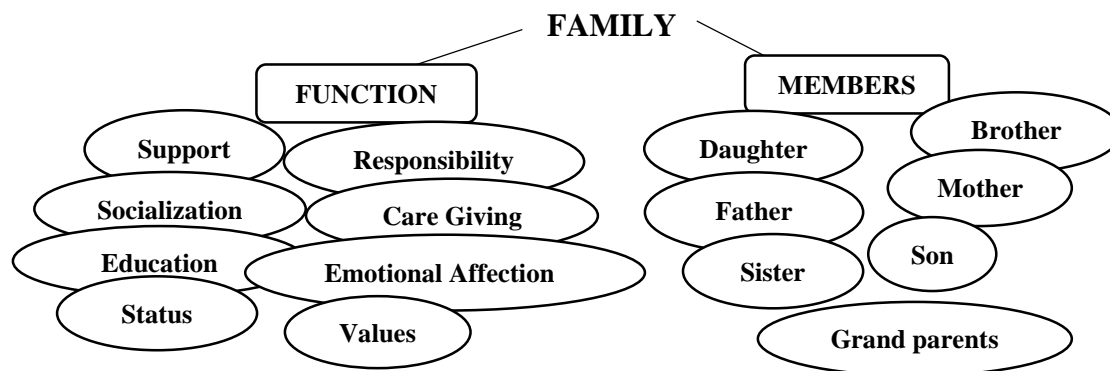 FAMILY
FUNCTION
MEMBERS
Support
Responsibility
Socialization
Care Giving
Education
Emotional Affection
Status
Values
Daughter
Brother
Father
Mother
Sister
Son
Grand parents